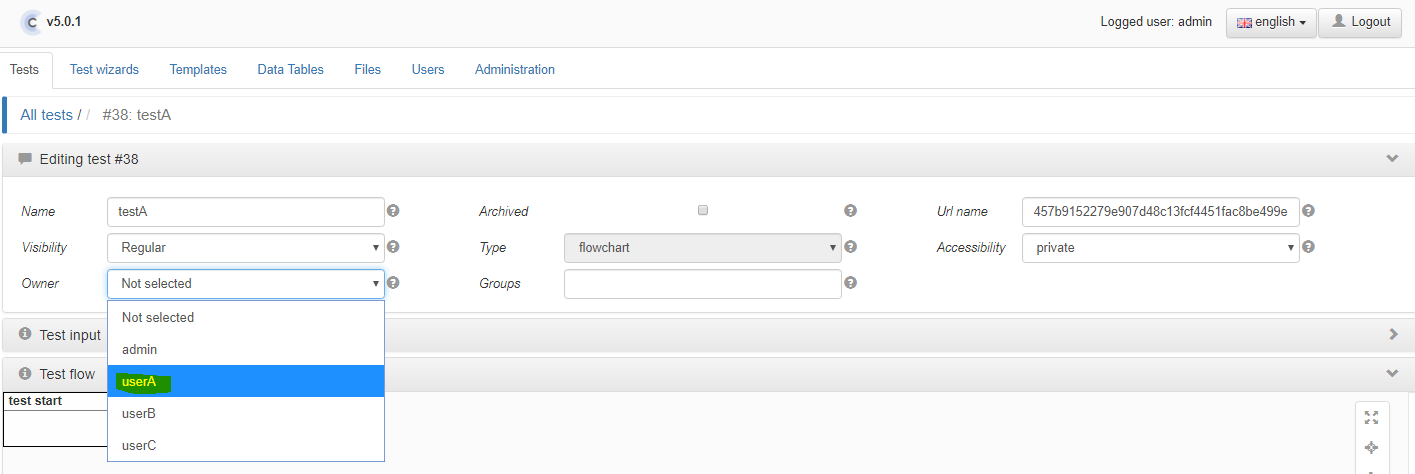 C v5.0.1 Logged user: admin english Logout
Tests Test wizards Templates Data Tables Files Users Administration
All tests / / #38: testA
Editing test #38
Name testA ? Archived ? Url name 457b9152279e907d48c13fcf4451fac8be499e ?
Visibility Regular ? Type flowchart ? Accessibility private ?
Owner Not selected ? Groups ?
Not selected
i Test input
admin
i Test flow
userA
test start
userB
userC